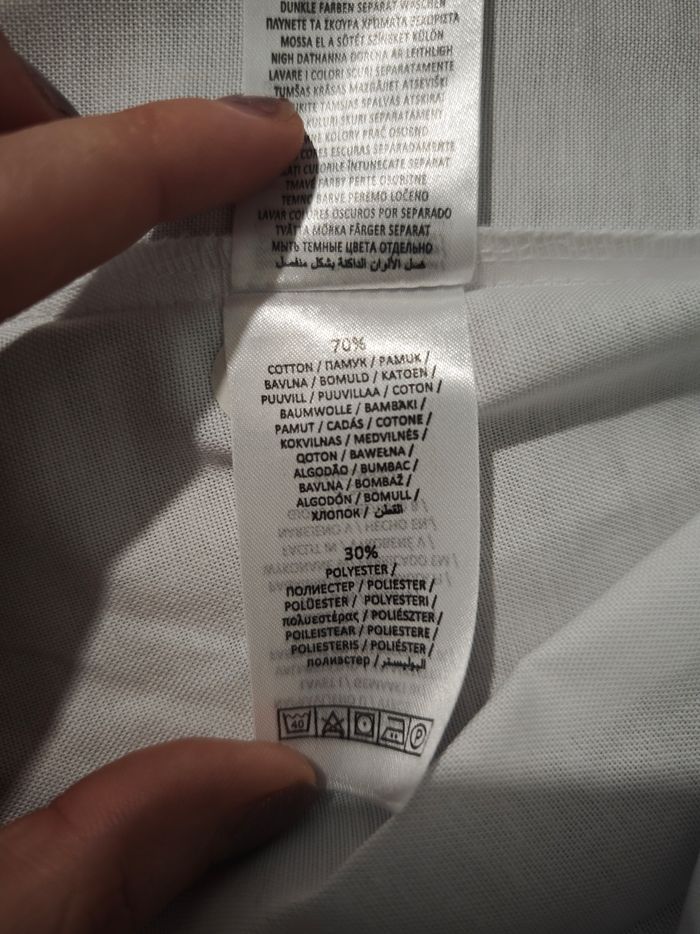 DUNKLE FARBEN SEPARAT WASCHEN
ΠΛΥΝΕΤΕ ΤΑ ΣΚΟΥΡΑ ΧΡΩΜΑΤΑ ΞΕΧΩΡΙΣΤΑ
MOSSA EL A SÖTÉT SZÍNEKET KÜLÖN
NIGH DATHANNA DORCHA AR LEITHLIGH
LAVARE I COLORI SCURI SEPARATAMENTE
TUMŠAS KRĀSAS MAZGĀJIET ATSEVIŠĶI
TAMSIAS SPALVAS ATSKIRAI
KULURI SKURI SEPARATAMENT
KOLORY PRAĆ OSOBNO
CORES ESCURAS SEPARADAMENTE
CULORILE ÎNTUNECATE SEPARAT
TMAVÉ FARBY PERTE OSOBITNE
TEMNO BARVE PEREMO LOČENO
LAVAR COLORES OSCUROS POR SEPARADO
TVÄTTA MÖRKA FÄRGER SEPARAT
МЫТЬ ТЕМНЫЕ ЦВЕТА ОТДЕЛЬНО
غسل الألوان الداكنة بشكل منفصل
70%
COTTON / ПАМУК / PAMUK /
BAVLNA / BOMULD / KATOEN /
PUUVILL / PUUVILLAA / COTON /
BAUMWOLLE / ΒΑΜΒΑΚΙ /
PAMUT / CADÁS / COTONE /
KOKVILNAS / MEDVILNĖS /
QOTON / BAWEŁNA /
ALGODÃO / BUMBAC /
BAVLNA / BOMBAŽ /
ALGODÓN / BOMULL /
ХЛОПОК / القطن
30%
POLYESTER /
ПОЛИЕСТЕР / POLIESTER /
POLÜESTER / POLYESTERI /
πολυεστέρας / POLIÉSZTER /
POILEISTEAR / POLIESTERE /
POLIESTERIS / POLIÉSTER /
полиэстер / البوليستر
40
P